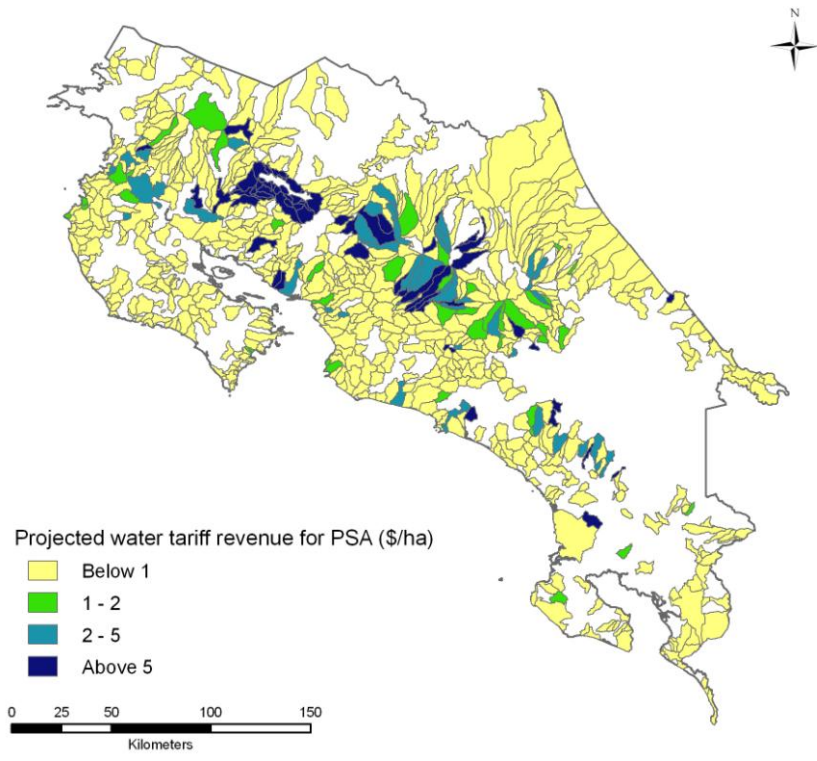 N
Projected water tariff revenue for PSA ($/ha)
Below 1
1 - 2
2 - 5
Above 5
0 25 50 100 150
Kilometers